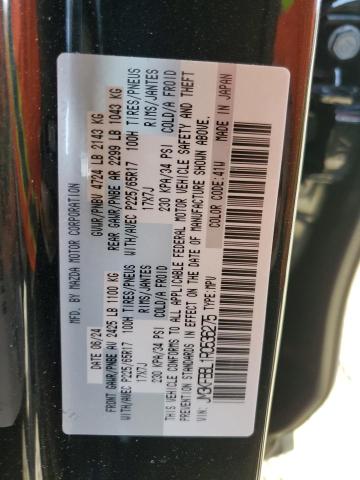 MFD. BY MAZDA MOTOR CORPORATION
DATE 06/24 GVWR/PNBV 4724 LB 2143 KG
FRONT GAWR/PNBE AV 2425 LB 1100 KG REAR GAWR/PNBE AR 2299 LB 1043 KG
WITH/AVEC P225/65R17 100H TIRES/PNEUS WITH/AVEC P225/65R17 100H TIRES/PNEUS
17X7J RIMS/JANTES 17X7J RIMS/JANTES
230 KPA/34 PSI COLD/A FROID 230 KPA/34 PSI COLD/A FROID
THIS VEHICLE CONFORMS TO ALL APPLICABLE FEDERAL MOTOR VEHICLE SAFETY AND THEFT
PREVENTION STANDARDS IN EFFECT ON THE DATE OF MANUFACTURE SHOWN ABOVE.
VIN: TYPE: MPV COLOR CODE: 41W MADE IN JAPAN